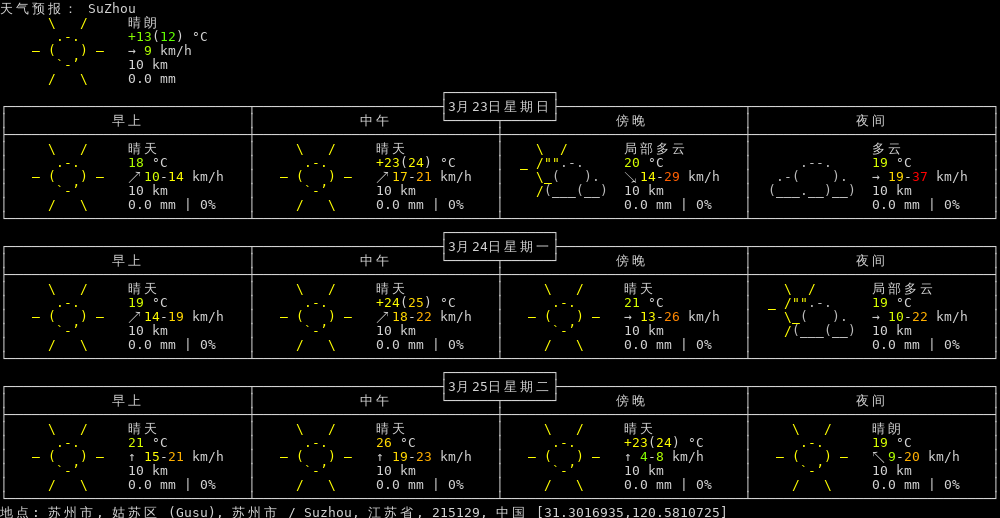 天气预报: SuZhou
晴朗
+13(12) °C
→ 9 km/h
10 km
0.0 mm
3月23日星期日
早上 中午 傍晚 夜间
晴天 晴天 局部多云 多云
18 °C +23(24) °C 20 °C 19 °C
↗ 10-14 km/h ↗ 17-21 km/h ↘ 14-29 km/h → 19-37 km/h
10 km 10 km 10 km 10 km
0.0 mm | 0% 0.0 mm | 0% 0.0 mm | 0% 0.0 mm | 0%
3月24日星期一
早上 中午 傍晚 夜间
晴天 晴天 晴天 局部多云
19 °C +24(25) °C 21 °C 19 °C
↗ 14-19 km/h ↗ 18-22 km/h → 13-26 km/h → 10-22 km/h
10 km 10 km 10 km 10 km
0.0 mm | 0% 0.0 mm | 0% 0.0 mm | 0% 0.0 mm | 0%
3月25日星期二
早上 中午 傍晚 夜间
晴天 晴天 晴天 晴朗
21 °C 26 °C +23(24) °C 19 °C
↑ 15-21 km/h ↑ 19-23 km/h ↑ 4-8 km/h ↖ 9-20 km/h
10 km 10 km 10 km 10 km
0.0 mm | 0% 0.0 mm | 0% 0.0 mm | 0% 0.0 mm | 0%
地点: 苏州市, 姑苏区 (Gusu), 苏州市 / Suzhou, 江苏省, 215129, 中国 [31.3016935,120.5810725]